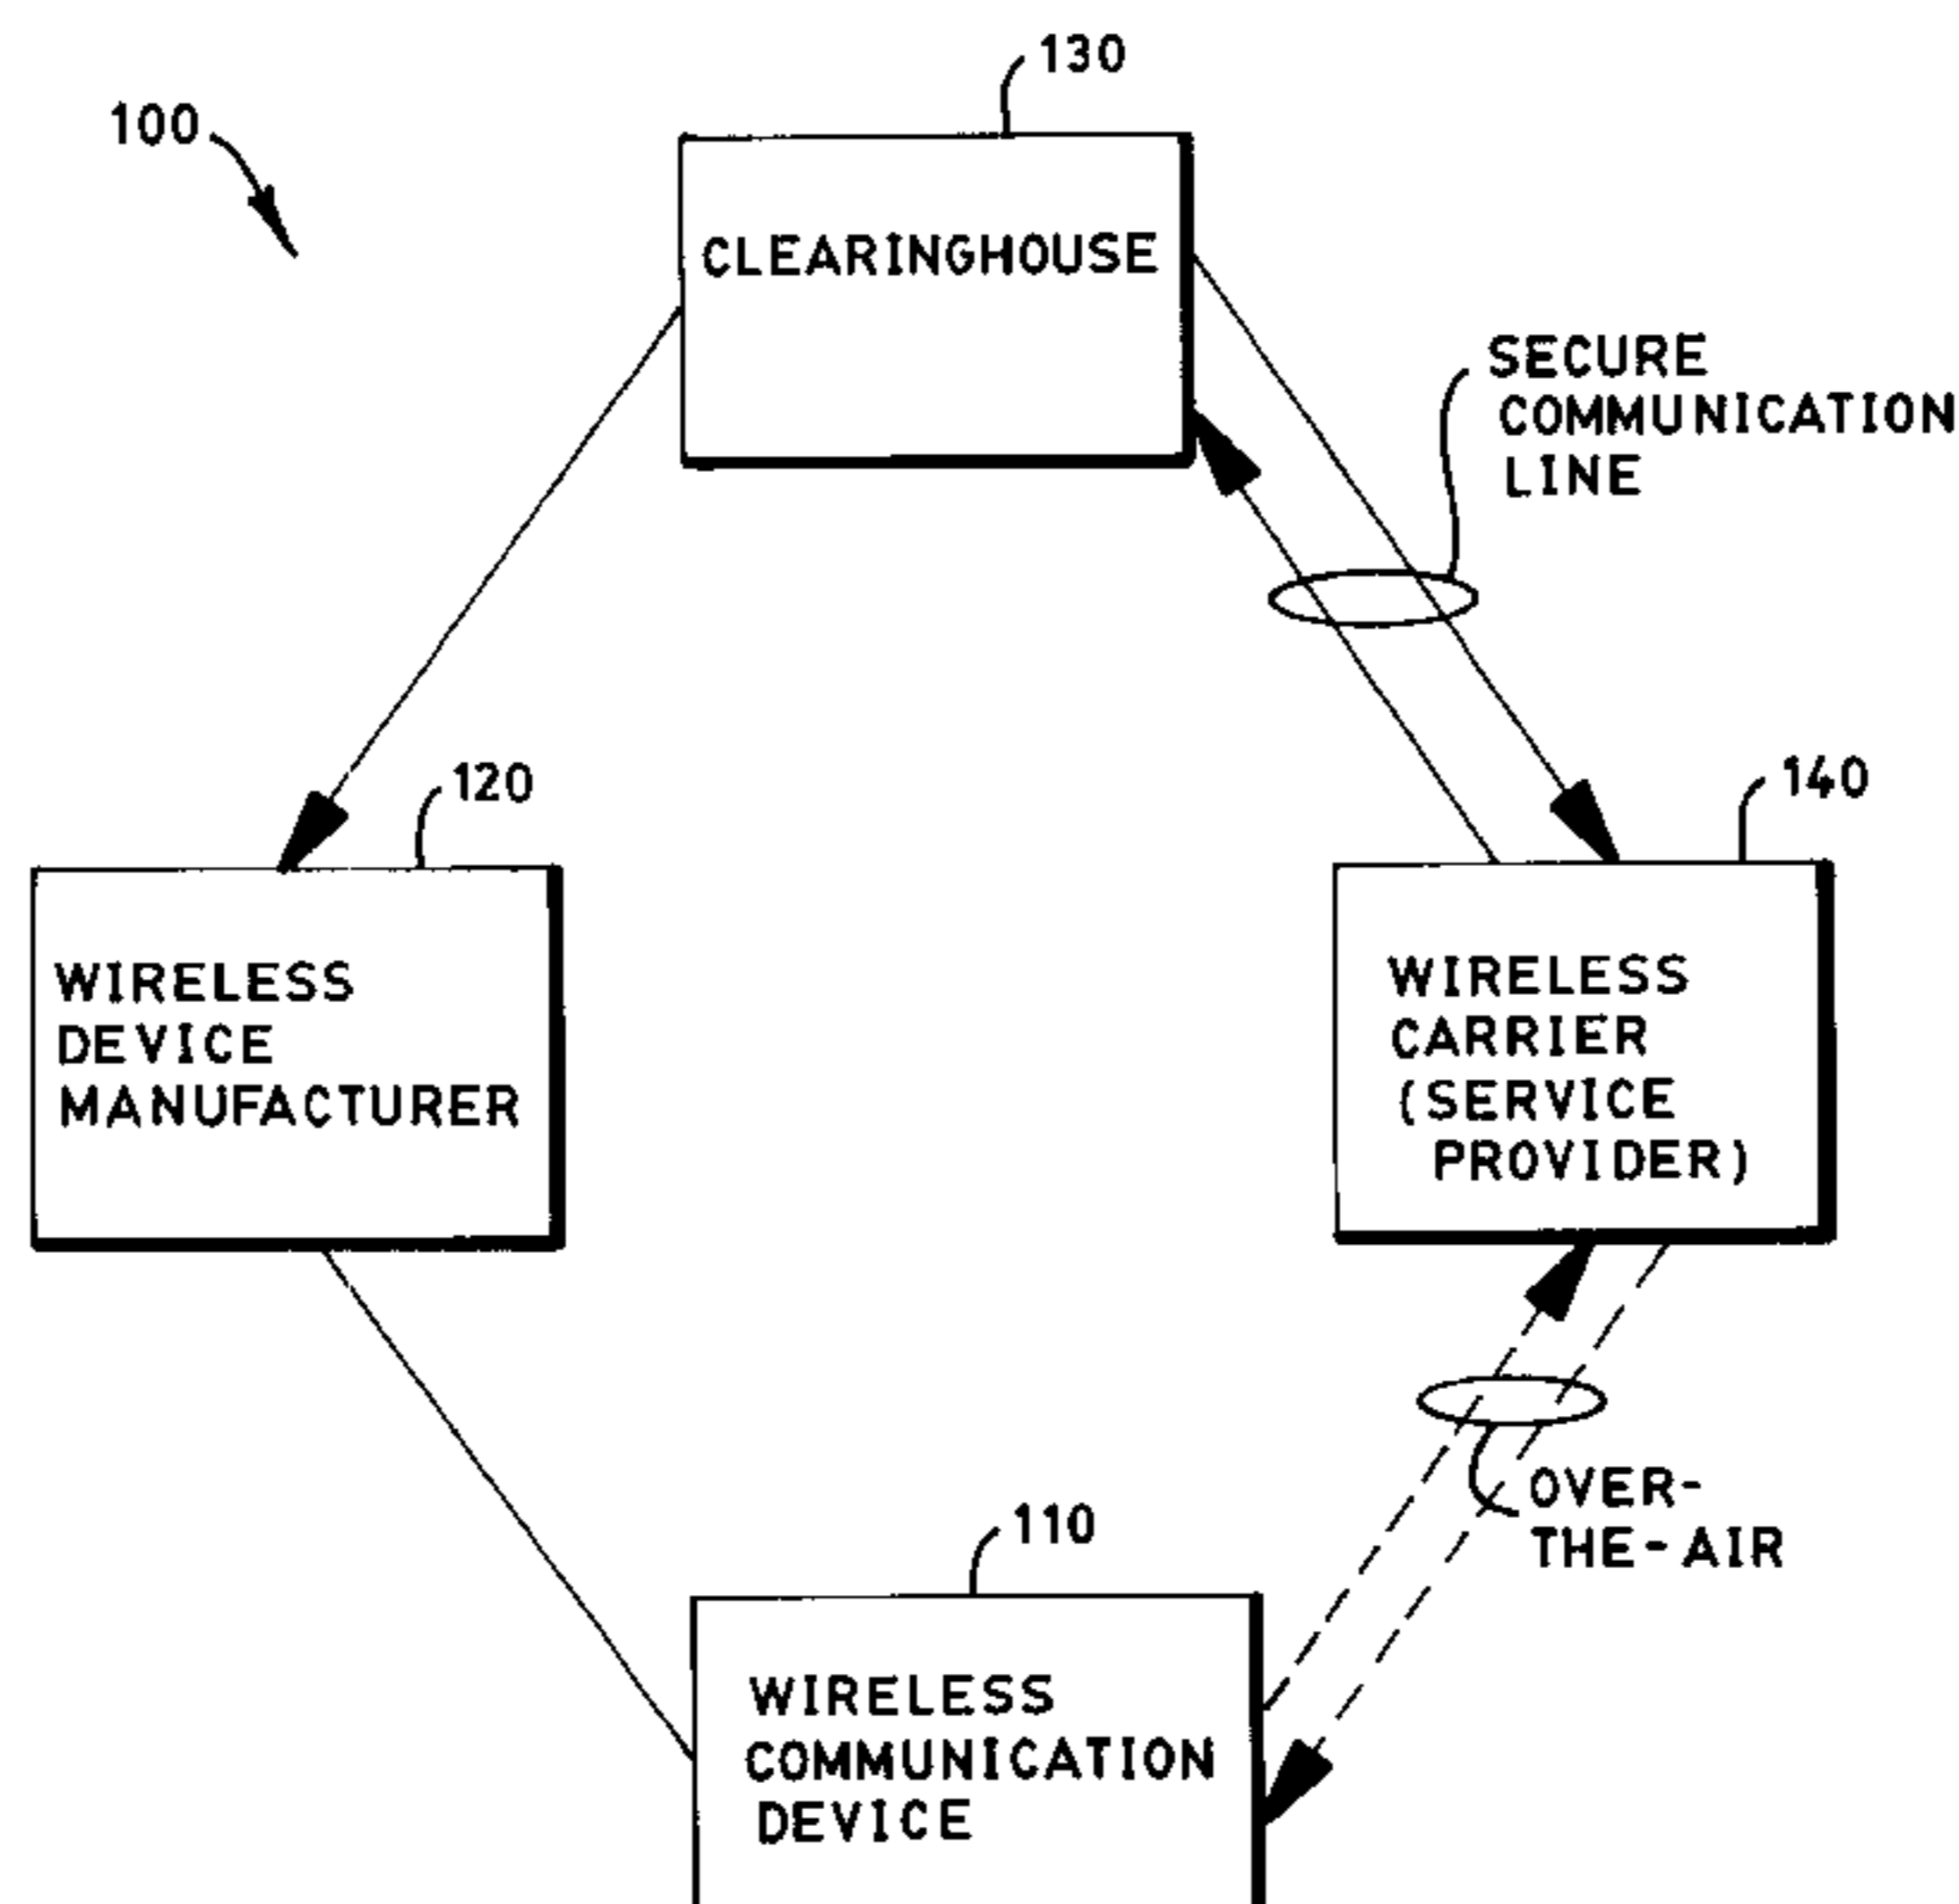 130
100
CLEARINGHOUSE
SECURE
COMMUNICATION
LINE
120
140
WIRELESS
DEVICE
MANUFACTURER
WIRELESS
CARRIER
(SERVICE
PROVIDER)
OVER-
THE-AIR
110
WIRELESS
COMMUNICATION
DEVICE